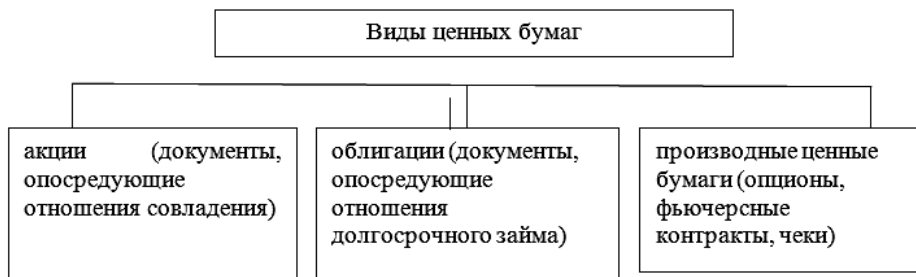 Виды ценных бумаг
акции (документы,
опосредующие
отношения совладения)
облигации (документы,
опосредующие
отношения
долгосрочного займа)
производные ценные
бумаги (опционы,
фьючерсные
контракты, чеки)